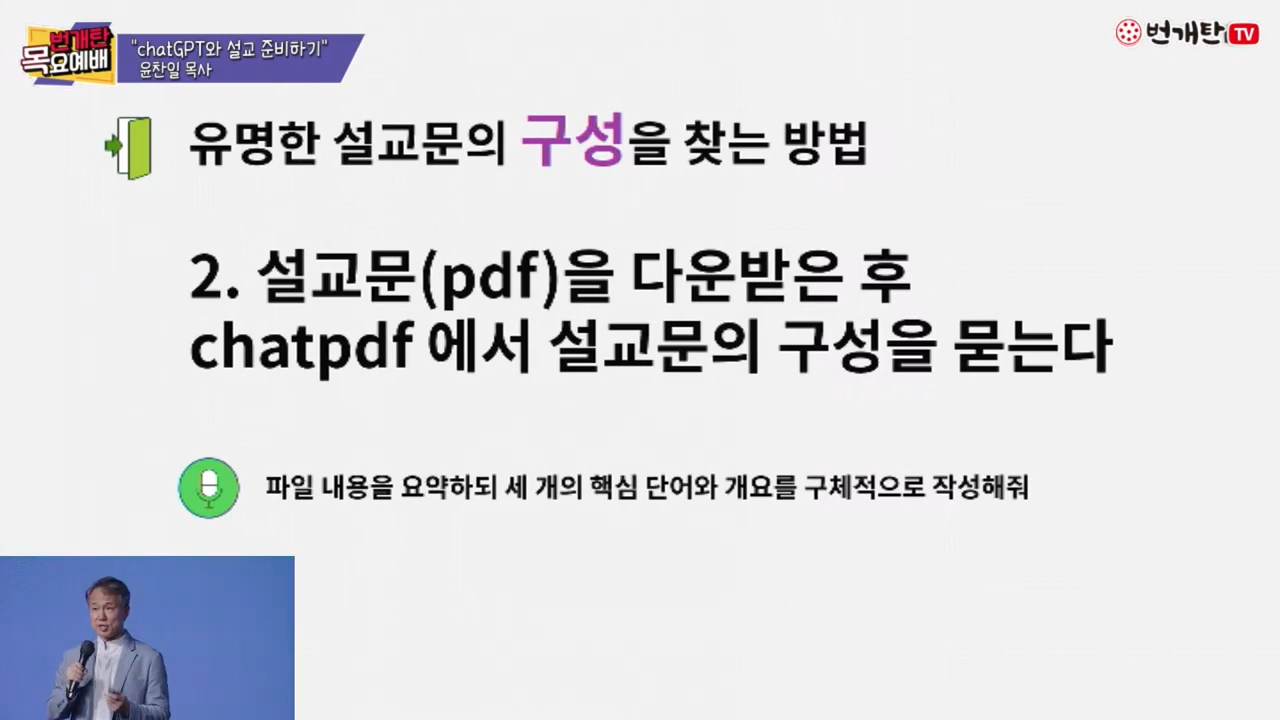 번개탄
목요예배
"chatGPT와 설교 준비하기"
윤찬일 목사
번개탄 TV
유명한 설교문의 구성을 찾는 방법
2. 설교문(pdf)을 다운받은 후
chatpdf 에서 설교문의 구성을 묻는다
파일 내용을 요약하되 세 개의 핵심 단어와 개요를 구체적으로 작성해줘